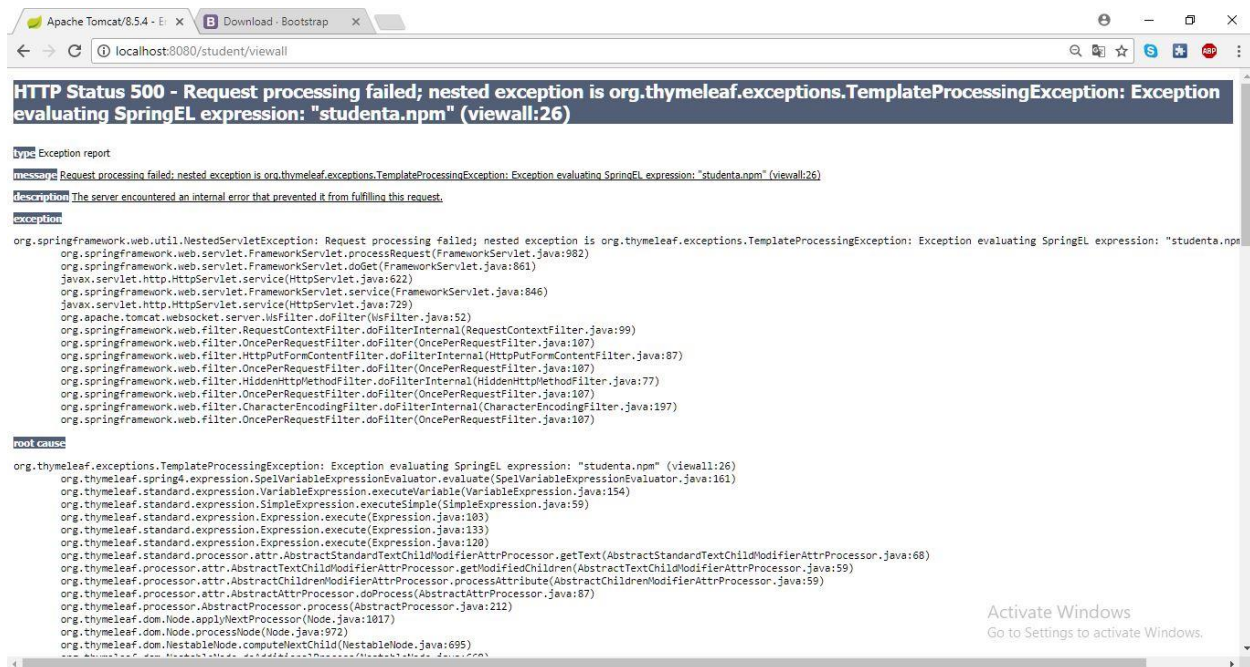 Apache Tomcat/8.5.4 - E
Download · Bootstrap
localhost:8080/student/viewall
HTTP Status 500 - Request processing failed; nested exception is org.thymeleaf.exceptions.TemplateProcessingException: Exception
evaluating SpringEL expression: "studenta.npm" (viewall:26)
type Exception report
message Request processing failed; nested exception is org.thymeleaf.exceptions.TemplateProcessingException: Exception evaluating SpringEL expression: "studenta.npm" (viewall:26)
description The server encountered an internal error that prevented it from fulfilling this request.
exception
org.springframework.web.util.NestedServletException: Request processing failed; nested exception is org.thymeleaf.exceptions.TemplateProcessingException: Exception evaluating SpringEL expression: "studenta.npm
org.springframework.web.servlet.FrameworkServlet.processRequest(FrameworkServlet.java:982)
org.springframework.web.servlet.FrameworkServlet.doGet(FrameworkServlet.java:861)
javax.servlet.http.HttpServlet.service(HttpServlet.java:622)
org.springframework.web.servlet.FrameworkServlet.service(FrameworkServlet.java:846)
javax.servlet.http.HttpServlet.service(HttpServlet.java:729)
org.apache.tomcat.websocket.server.WsFilter.doFilter(WsFilter.java:52)
org.springframework.web.filter.RequestContextFilter.doFilterInternal(RequestContextFilter.java:99)
org.springframework.web.filter.OncePerRequestFilter.doFilter(OncePerRequestFilter.java:107)
org.springframework.web.filter.HttpPutFormContentFilter.doFilterInternal(HttpPutFormContentFilter.java:87)
org.springframework.web.filter.OncePerRequestFilter.doFilter(OncePerRequestFilter.java:107)
org.springframework.web.filter.HiddenHttpMethodFilter.doFilterInternal(HiddenHttpMethodFilter.java:77)
org.springframework.web.filter.OncePerRequestFilter.doFilter(OncePerRequestFilter.java:107)
org.springframework.web.filter.CharacterEncodingFilter.doFilterInternal(CharacterEncodingFilter.java:197)
org.springframework.web.filter.OncePerRequestFilter.doFilter(OncePerRequestFilter.java:107)
root cause
org.thymeleaf.exceptions.TemplateProcessingException: Exception evaluating SpringEL expression: "studenta.npm" (viewall:26)
org.thymeleaf.spring4.expression.SpelVariableExpressionEvaluator.evaluate(SpelVariableExpressionEvaluator.java:161)
org.thymeleaf.standard.expression.VariableExpression.executeVariable(VariableExpression.java:154)
org.thymeleaf.standard.expression.SimpleExpression.executeSimple(SimpleExpression.java:59)
org.thymeleaf.standard.expression.Expression.execute(Expression.java:103)
org.thymeleaf.standard.expression.Expression.execute(Expression.java:133)
org.thymeleaf.standard.expression.Expression.execute(Expression.java:120)
org.thymeleaf.standard.processor.attr.AbstractStandardTextChildModifierAttrProcessor.getText(AbstractStandardTextChildModifierAttrProcessor.java:68)
org.thymeleaf.processor.attr.AbstractTextChildModifierAttrProcessor.getModifiedChildren(AbstractTextChildModifierAttrProcessor.java:59)
org.thymeleaf.processor.attr.AbstractChildrenModifierAttrProcessor.processAttribute(AbstractChildrenModifierAttrProcessor.java:59)
org.thymeleaf.processor.attr.AbstractAttrProcessor.doProcess(AbstractAttrProcessor.java:87)
org.thymeleaf.processor.AbstractProcessor.process(AbstractProcessor.java:212)
org.thymeleaf.dom.Node.applyNextProcessor(Node.java:1017)
org.thymeleaf.dom.Node.processNode(Node.java:972)
org.thymeleaf.dom.NestableNode.computeNextChild(NestableNode.java:695)
Activate Windows
Go to Settings to activate Windows.